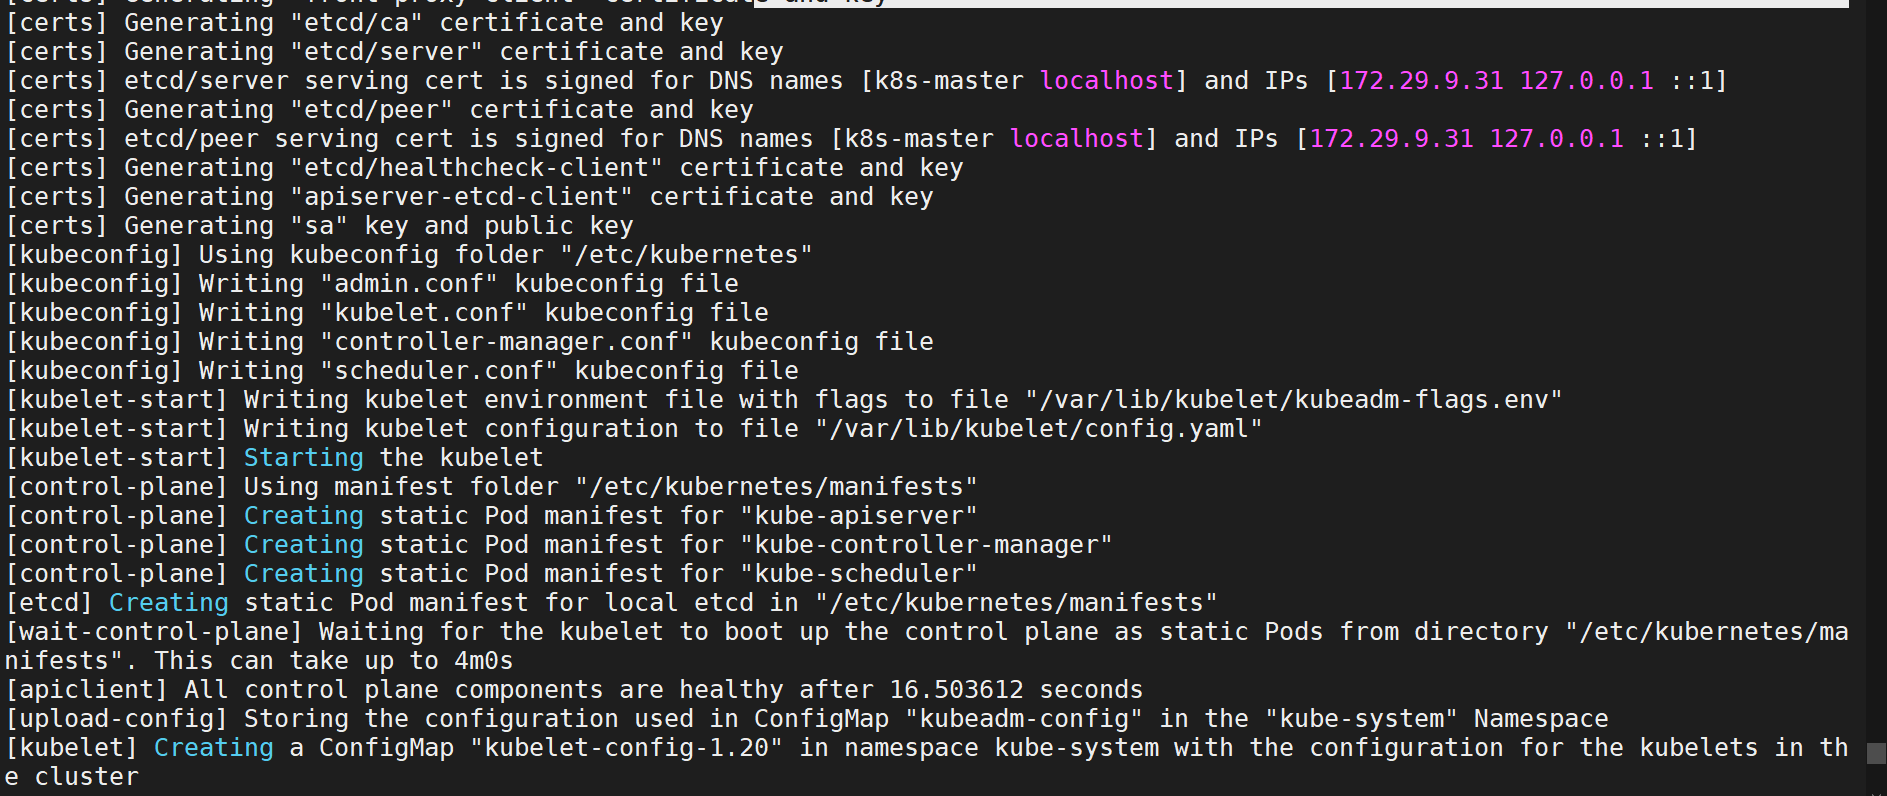 [certs] Generating "etcd/ca" certificate and key
[certs] Generating "etcd/server" certificate and key
[certs] etcd/server serving cert is signed for DNS names [k8s-master localhost] and IPs [172.29.9.31 127.0.0.1 ::1]
[certs] Generating "etcd/peer" certificate and key
[certs] etcd/peer serving cert is signed for DNS names [k8s-master localhost] and IPs [172.29.9.31 127.0.0.1 ::1]
[certs] Generating "etcd/healthcheck-client" certificate and key
[certs] Generating "apiserver-etcd-client" certificate and key
[certs] Generating "sa" key and public key
[kubeconfig] Using kubeconfig folder "/etc/kubernetes"
[kubeconfig] Writing "admin.conf" kubeconfig file
[kubeconfig] Writing "kubelet.conf" kubeconfig file
[kubeconfig] Writing "controller-manager.conf" kubeconfig file
[kubeconfig] Writing "scheduler.conf" kubeconfig file
[kubelet-start] Writing kubelet environment file with flags to file "/var/lib/kubelet/kubeadm-flags.env"
[kubelet-start] Writing kubelet configuration to file "/var/lib/kubelet/config.yaml"
[kubelet-start] Starting the kubelet
[control-plane] Using manifest folder "/etc/kubernetes/manifests"
[control-plane] Creating static Pod manifest for "kube-apiserver"
[control-plane] Creating static Pod manifest for "kube-controller-manager"
[control-plane] Creating static Pod manifest for "kube-scheduler"
[etcd] Creating static Pod manifest for local etcd in "/etc/kubernetes/manifests"
[wait-control-plane] Waiting for the kubelet to boot up the control plane as static Pods from directory "/etc/kubernetes/ma
nifests". This can take up to 4m0s
[apiclient] All control plane components are healthy after 16.503612 seconds
[upload-config] Storing the configuration used in ConfigMap "kubeadm-config" in the "kube-system" Namespace
[kubelet] Creating a ConfigMap "kubelet-config-1.20" in namespace kube-system with the configuration for the kubelets in th
e cluster